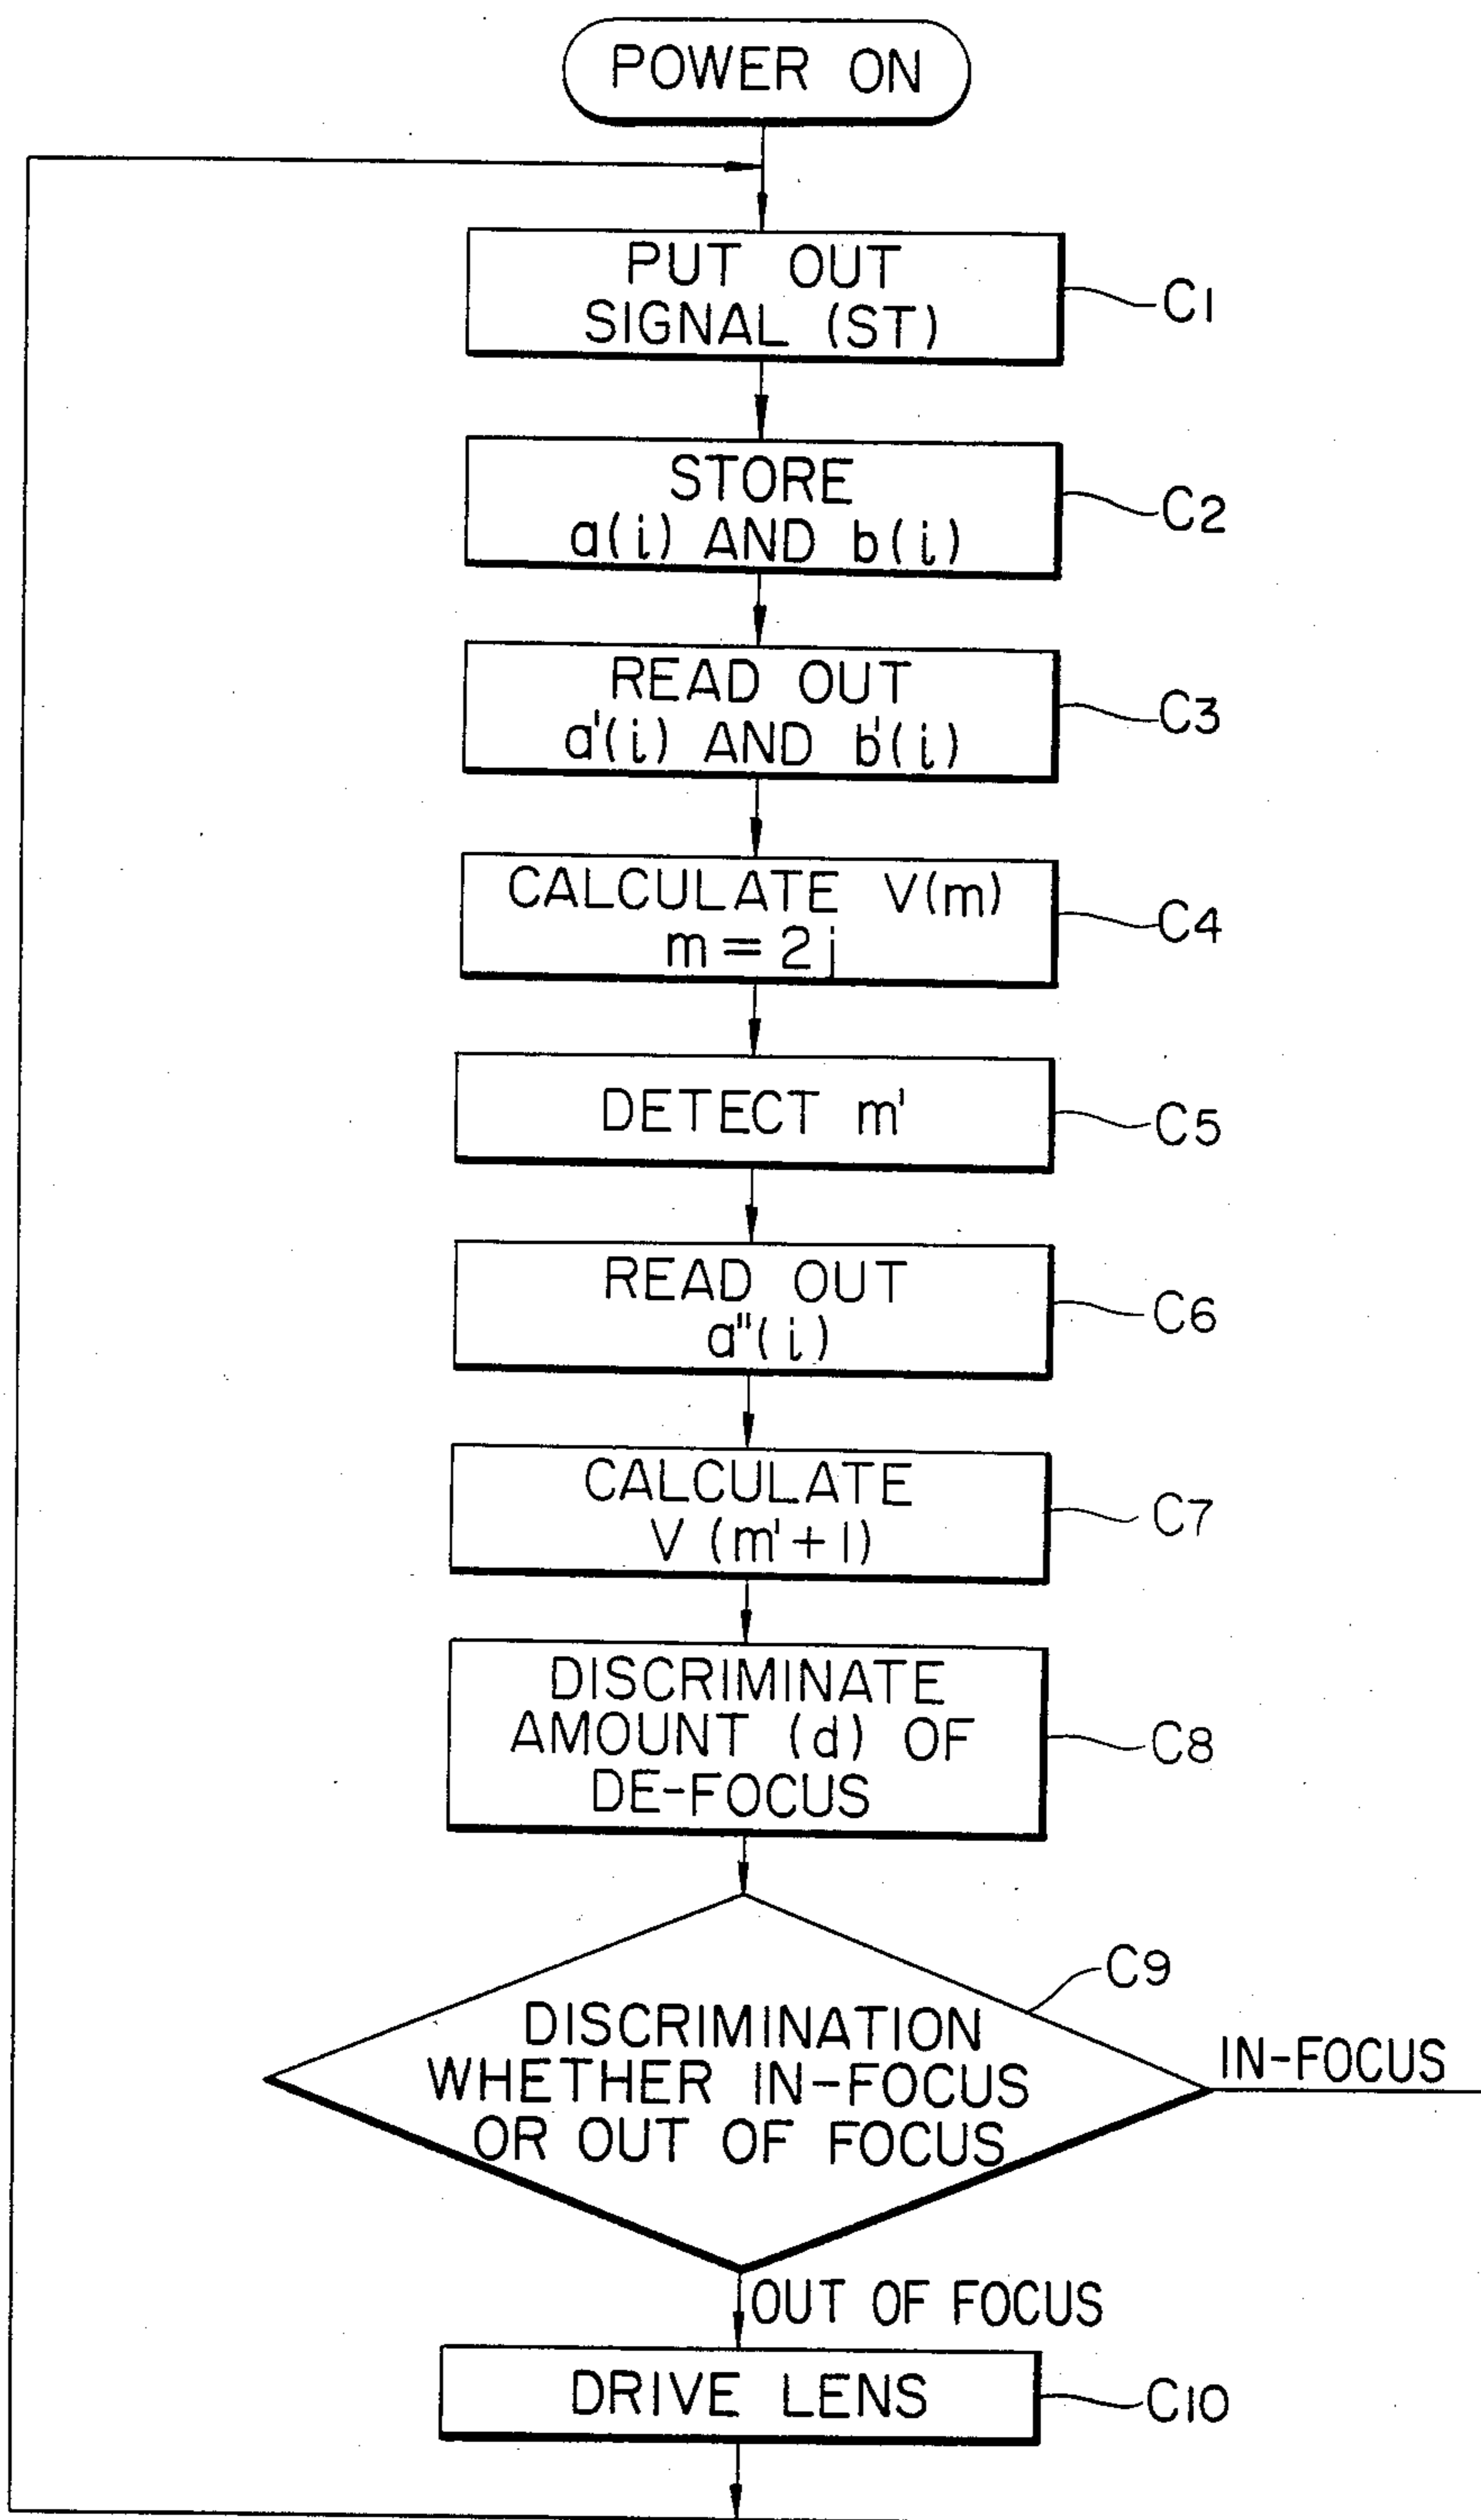 POWER ON
PUT OUT
SIGNAL (ST)
C1
STORE
a(i) AND b(i)
C2
READ OUT
a'(i) AND b'(i)
C3
CALCULATE V(m)
m = 2j
C4
DETECT m'
C5
READ OUT
a"(i)
C6
CALCULATE
V (m'+1)
C7
DISCRIMINATE
AMOUNT (d) OF
DE-FOCUS
C8
C9
DISCRIMINATION
WHETHER IN-FOCUS
OR OUT OF FOCUS
IN-FOCUS
OUT OF FOCUS
DRIVE LENS
C10